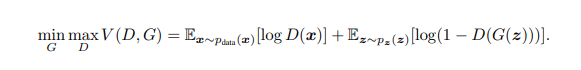 min_G max_D V(D, G) = 𝔼_{x∼p_data(x)}[log D(x)] + 𝔼_{z∼p_z(z)}[log(1 − D(G(z)))].